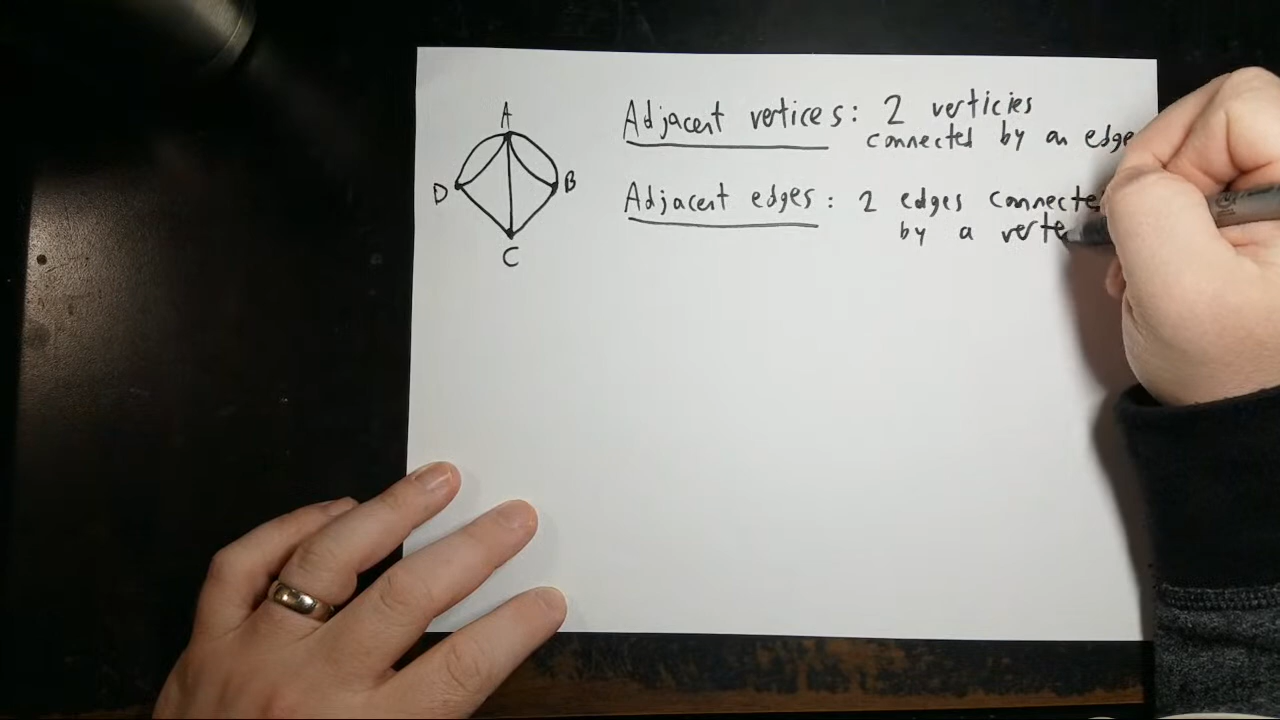 A
D
B
C
Adjacent vertices: 2 verticies
connected by an edge
Adjacent edges: 2 edges connecte
by a verte